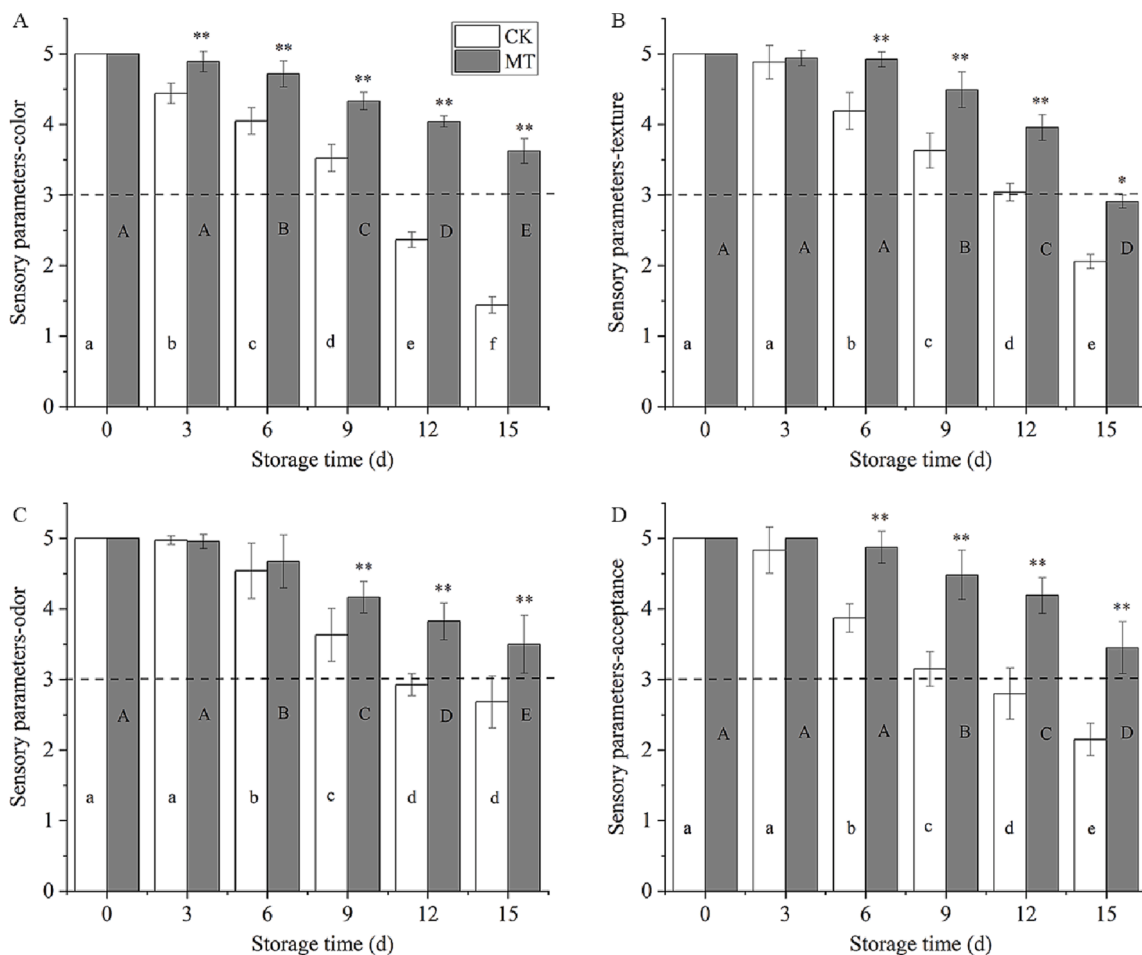 A
Sensory parameters-color
5
4
3
2
1
0
** ** ** ** **
CK
MT
A A B C D E
a b c d e f
0 3 6 9 12 15
Storage time (d)
B
Sensory parameters-texture
5
4
3
2
1
0
** ** ** *
A A A B C D
a a b c d e
0 3 6 9 12 15
Storage time (d)
C
Sensory parameters-odor
5
4
3
2
1
0
** ** **
A A B C D E
a a b c d d
0 3 6 9 12 15
Storage time (d)
D
Sensory parameters-acceptance
5
4
3
2
1
0
** ** ** **
A A A B C D
a a b c d e
0 3 6 9 12 15
Storage time (d)